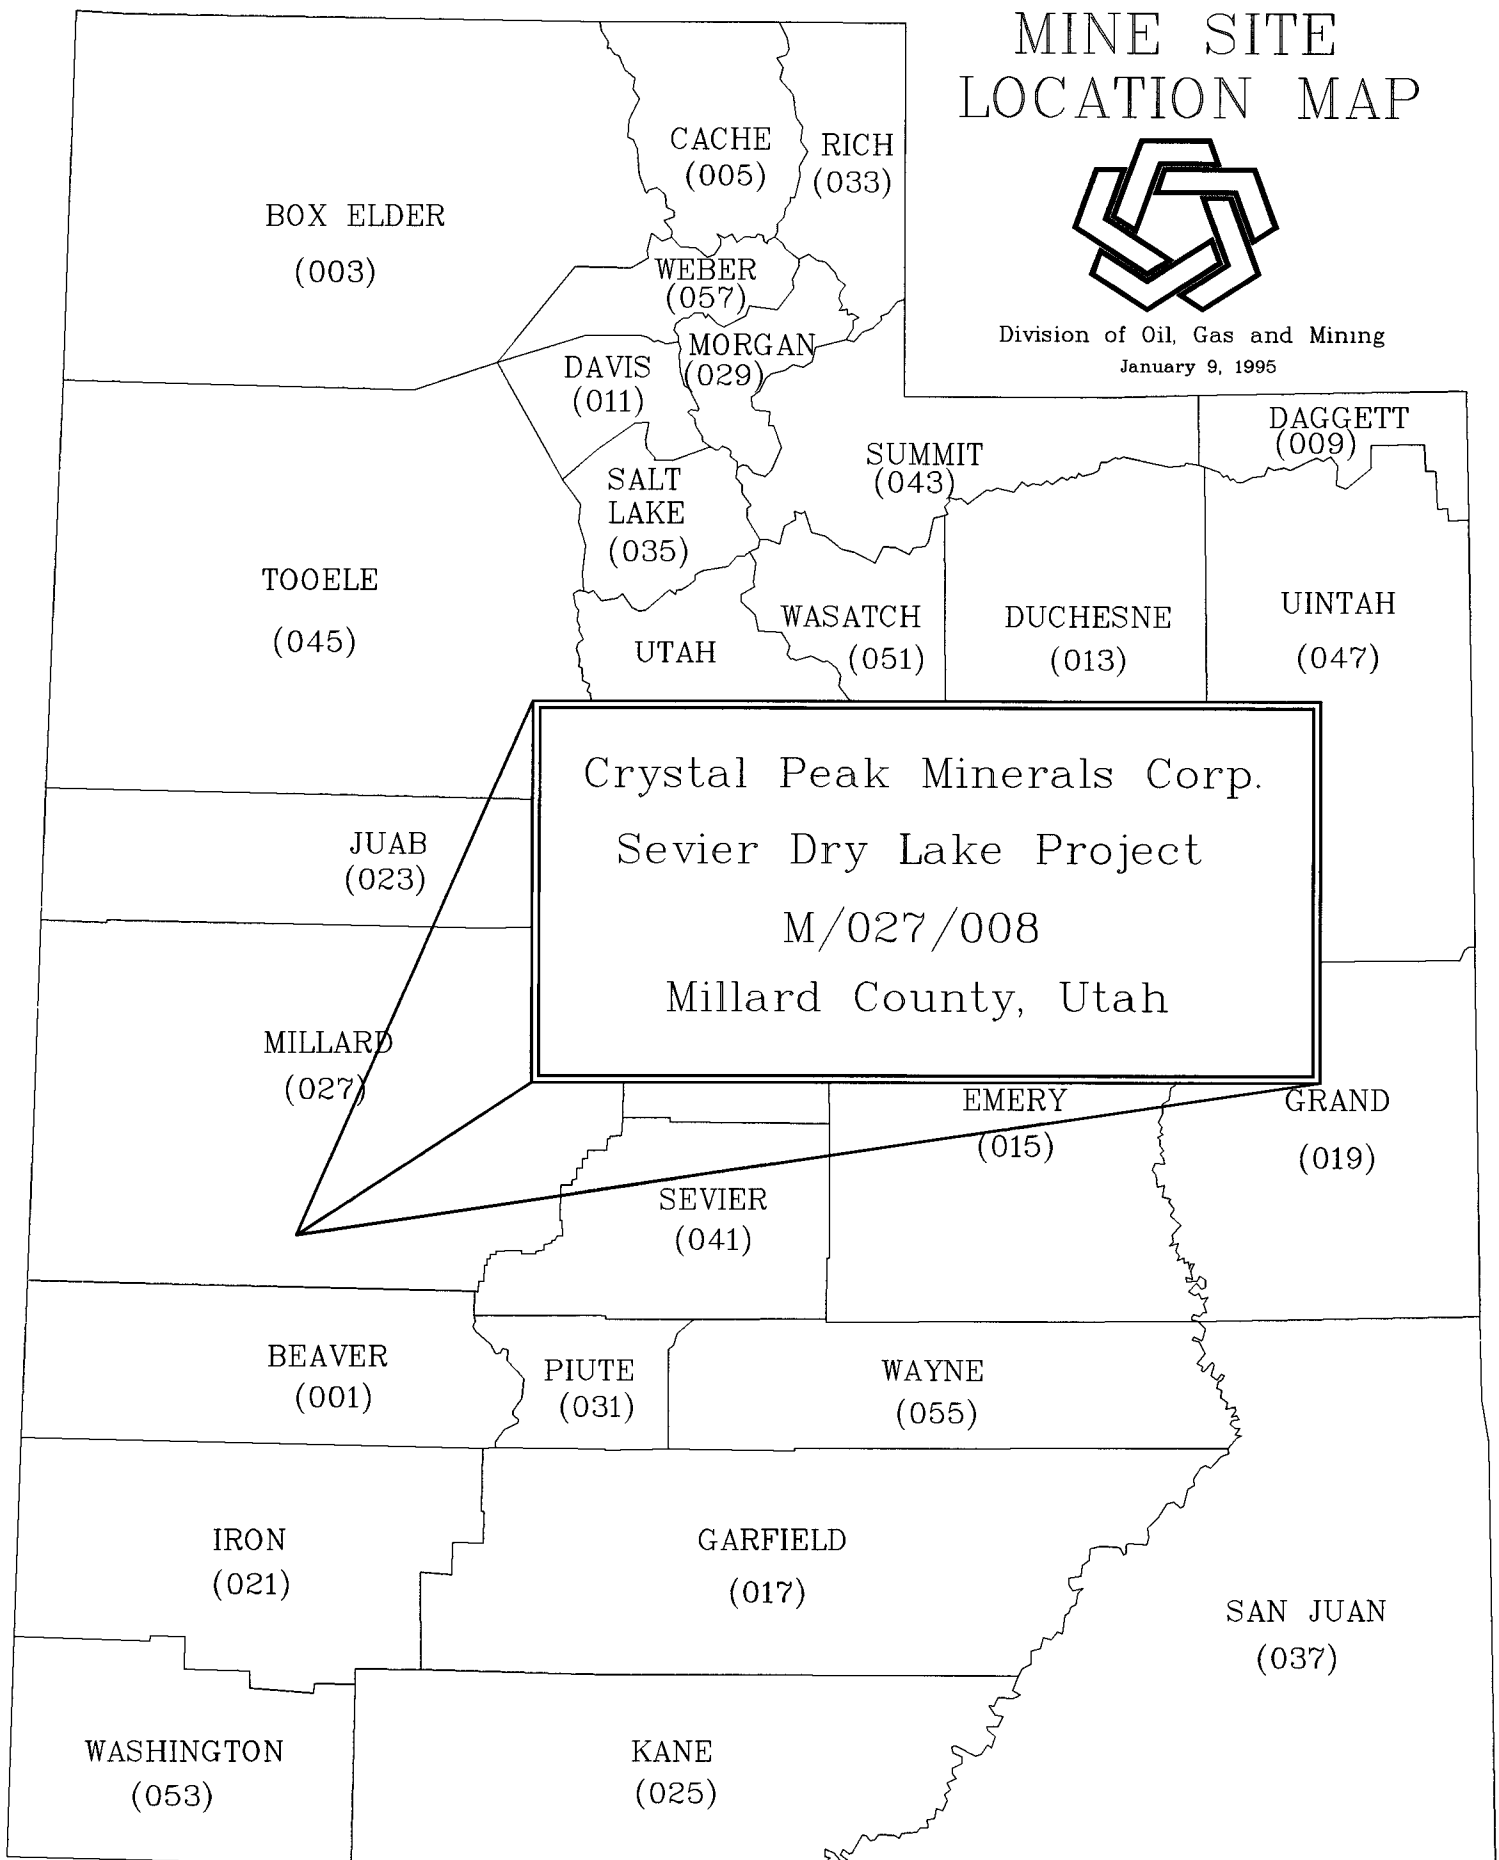 MINE SITE
LOCATION MAP
Division of Oil, Gas and Mining
January 9, 1995
CACHE
(005)
RICH
(033)
BOX ELDER
(003)
WEBER
(057)
MORGAN
(029)
DAVIS
(011)
DAGGETT
(009)
SUMMIT
(043)
SALT
LAKE
(035)
TOOELE
(045)
UTAH
WASATCH
(051)
DUCHESNE
(013)
UINTAH
(047)
Crystal Peak Minerals Corp.
Sevier Dry Lake Project
M/027/008
Millard County, Utah
JUAB
(023)
MILLARD
(027)
EMERY
(015)
GRAND
(019)
SEVIER
(041)
BEAVER
(001)
PIUTE
(031)
WAYNE
(055)
IRON
(021)
GARFIELD
(017)
SAN JUAN
(037)
WASHINGTON
(053)
KANE
(025)